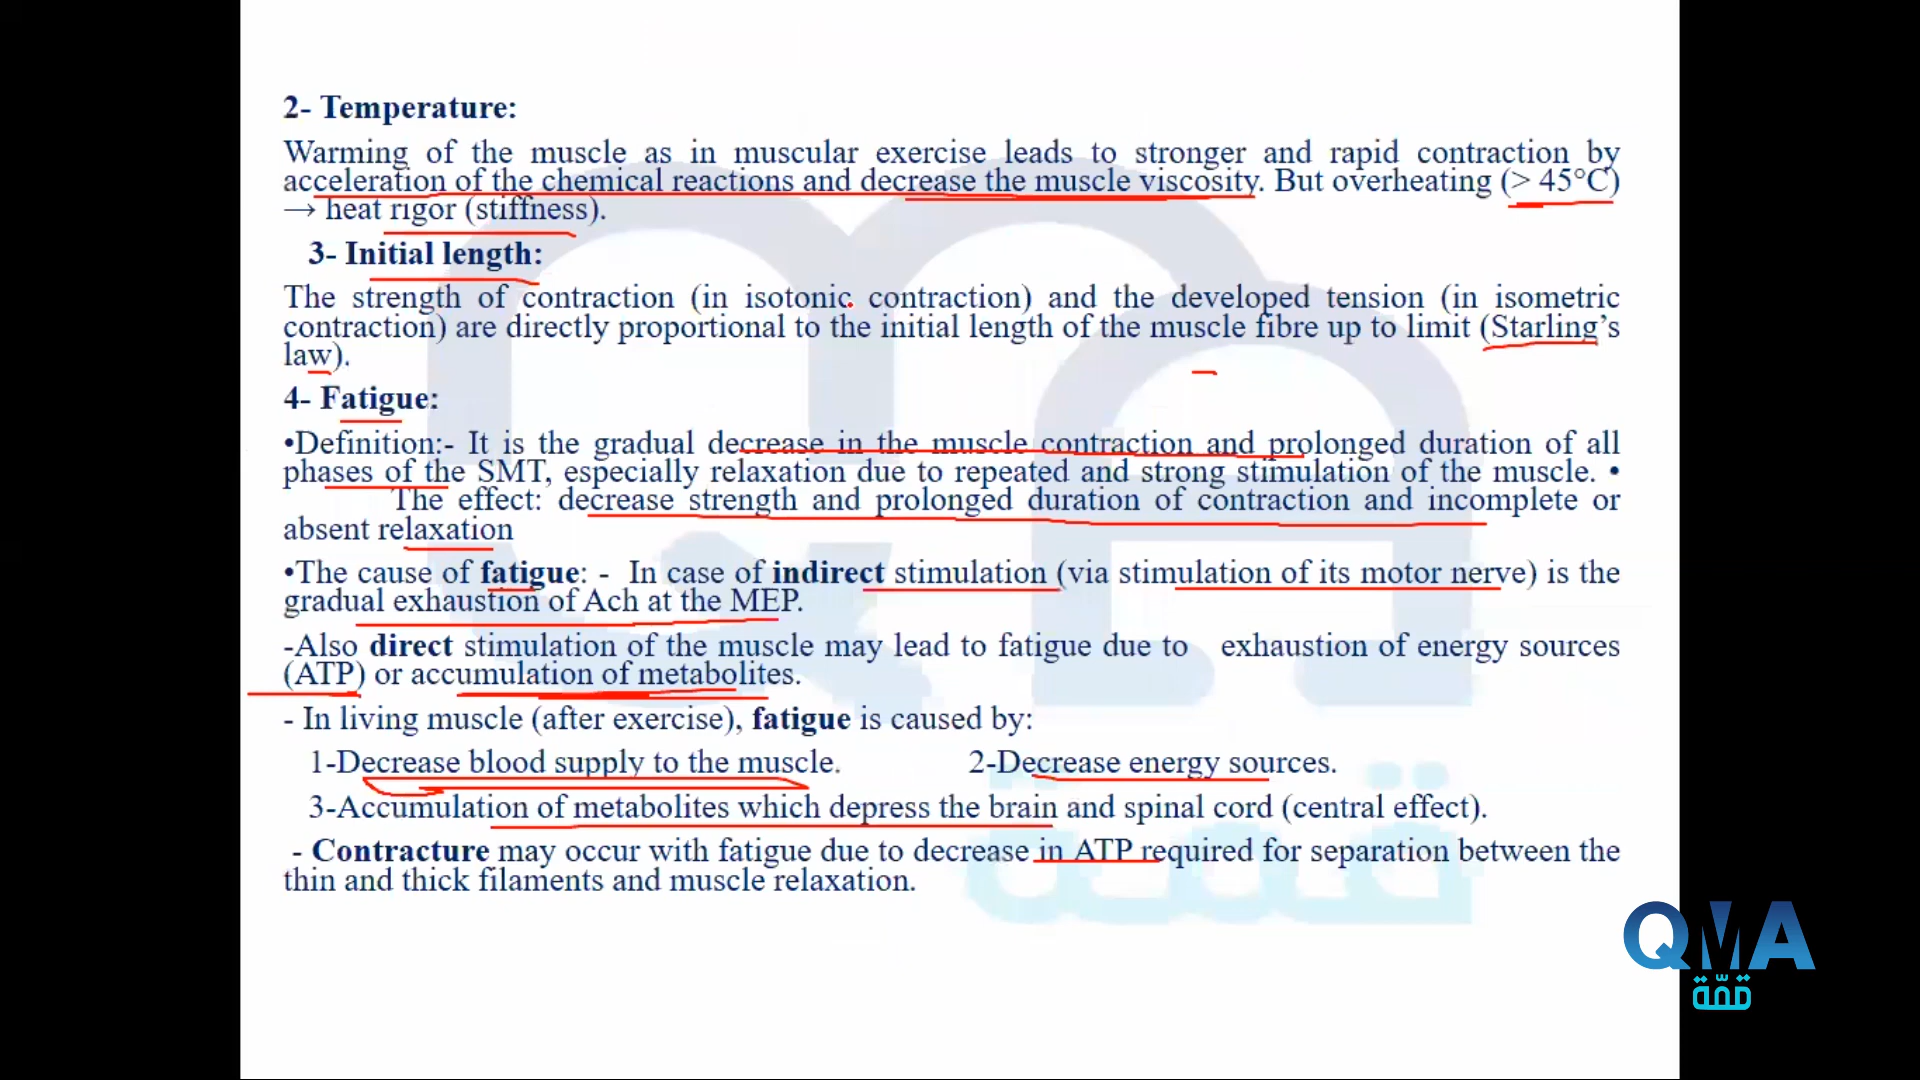 2- Temperature:
Warming of the muscle as in muscular exercise leads to stronger and rapid contraction by
acceleration of the chemical reactions and decrease the muscle viscosity. But overheating (> 45°C)
→ heat rigor (stiffness).
3- Initial length:
The strength of contraction (in isotonic contraction) and the developed tension (in isometric
contraction) are directly proportional to the initial length of the muscle fibre up to limit (Starling’s
law).
4- Fatigue:
•Definition:- It is the gradual decrease in the muscle contraction and prolonged duration of all
phases of the SMT, especially relaxation due to repeated and strong stimulation of the muscle. •
The effect: decrease strength and prolonged duration of contraction and incomplete or
absent relaxation
•The cause of fatigue: - In case of indirect stimulation (via stimulation of its motor nerve) is the
gradual exhaustion of Ach at the MEP.
-Also direct stimulation of the muscle may lead to fatigue due to exhaustion of energy sources
(ATP) or accumulation of metabolites.
- In living muscle (after exercise), fatigue is caused by:
1-Decrease blood supply to the muscle. 2-Decrease energy sources.
3-Accumulation of metabolites which depress the brain and spinal cord (central effect).
- Contracture may occur with fatigue due to decrease in ATP required for separation between the
thin and thick filaments and muscle relaxation.
QMA
قمّة